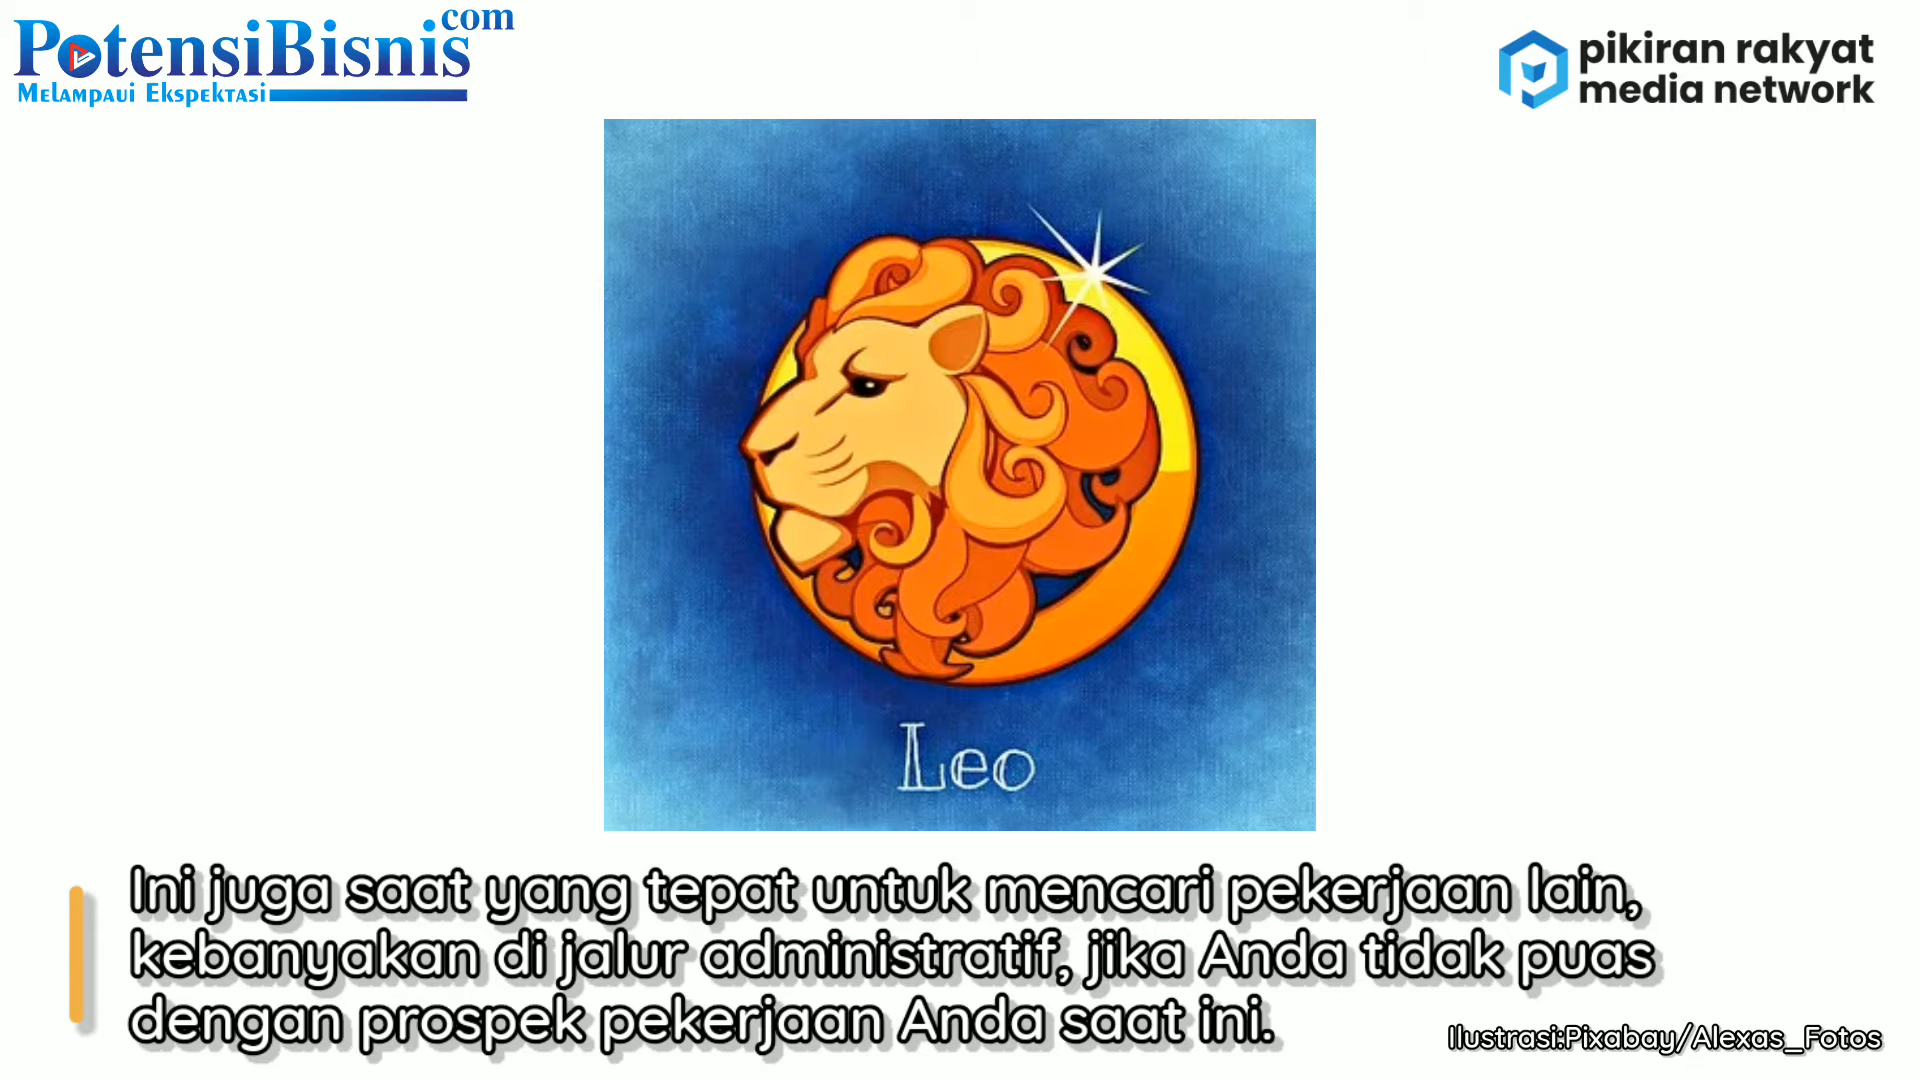 PotensiBisnis.com
Melampaui Ekspektasi
pikiran rakyat
media network
Leo
Ini juga saat yang tepat untuk mencari pekerjaan lain,
kebanyakan di jalur administratif, jika Anda tidak puas
dengan prospek pekerjaan Anda saat ini.
Ilustrasi:Pixabay/Alexas_Fotos